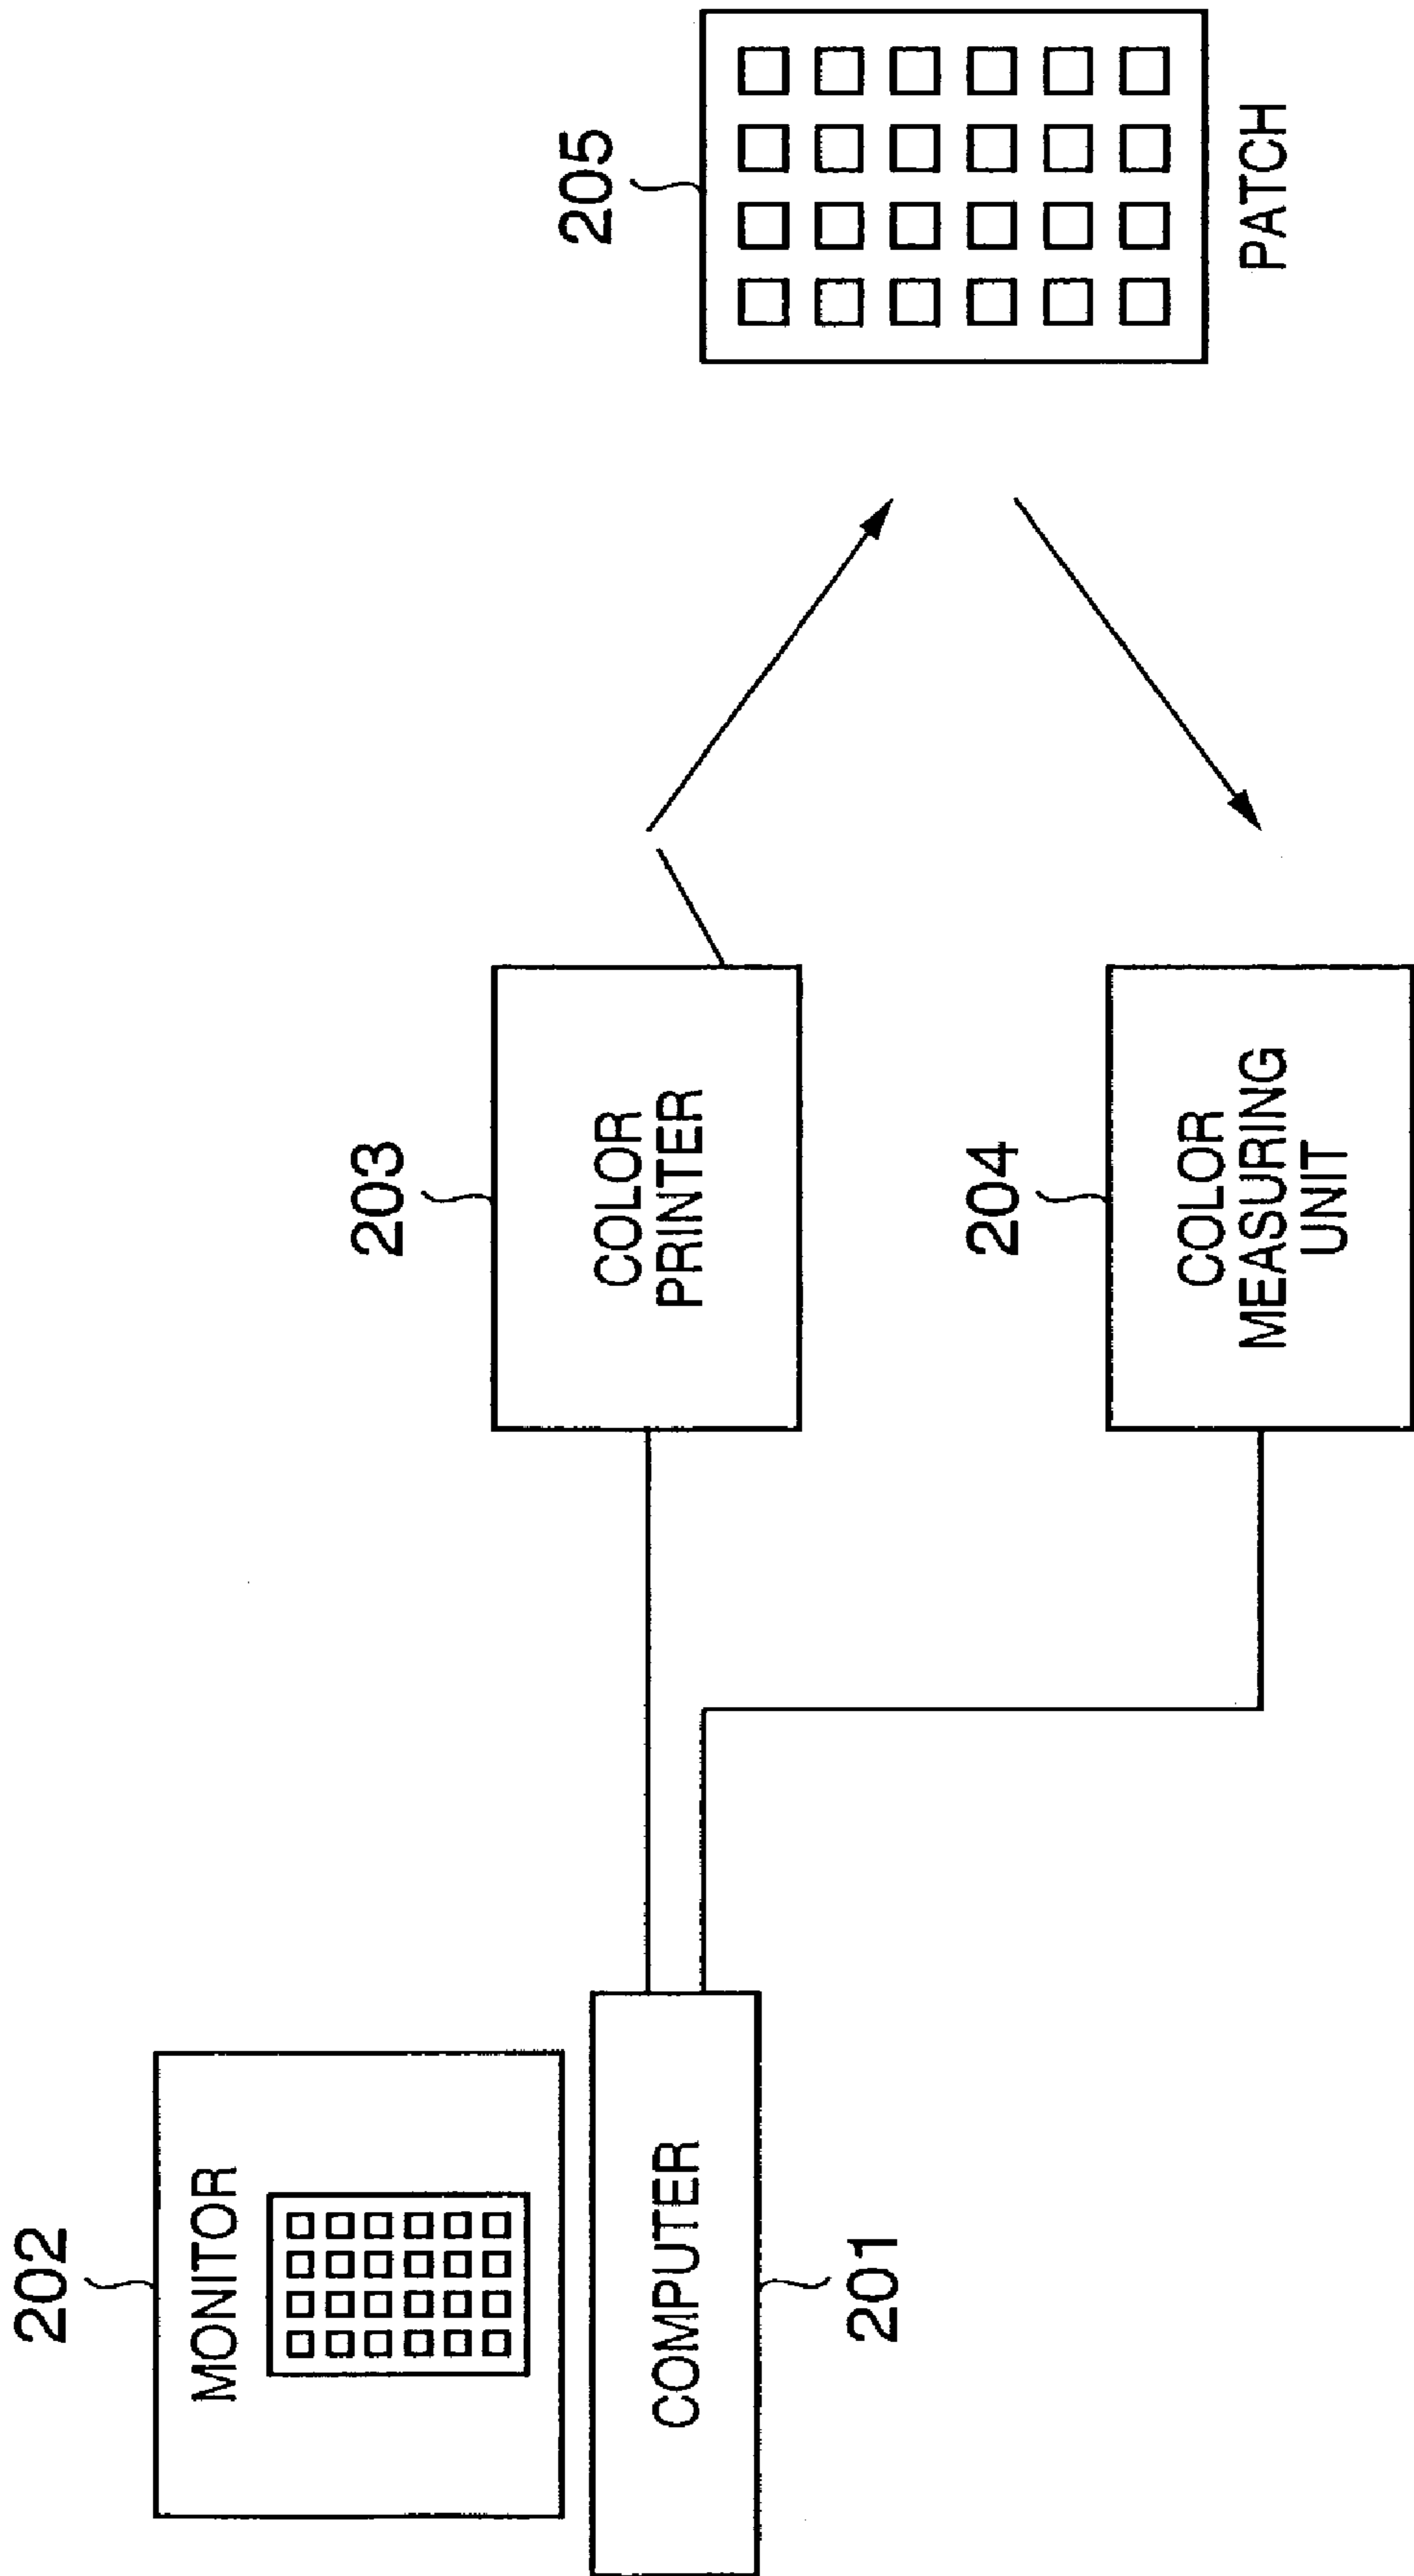 202
MONITOR
COMPUTER
201
203
COLOR
PRINTER
204
COLOR
MEASURING
UNIT
205
PATCH